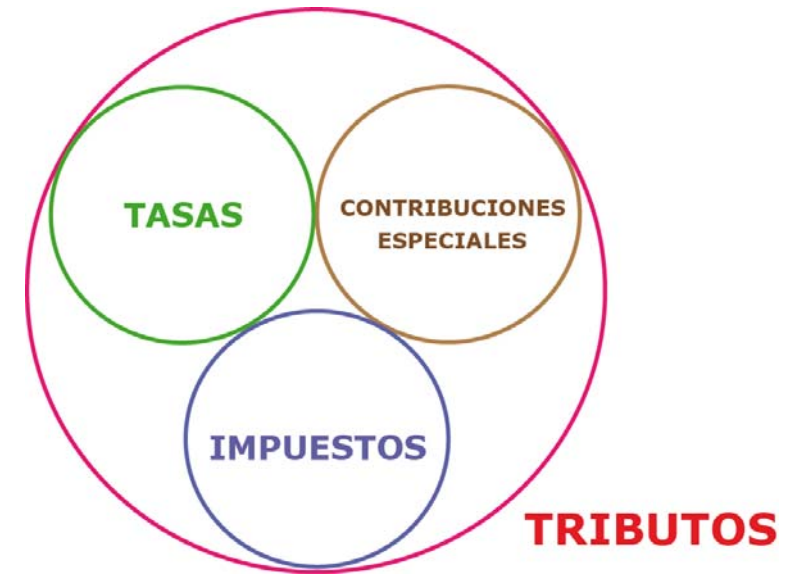 TASAS
CONTRIBUCIONES
ESPECIALES
IMPUESTOS
TRIBUTOS